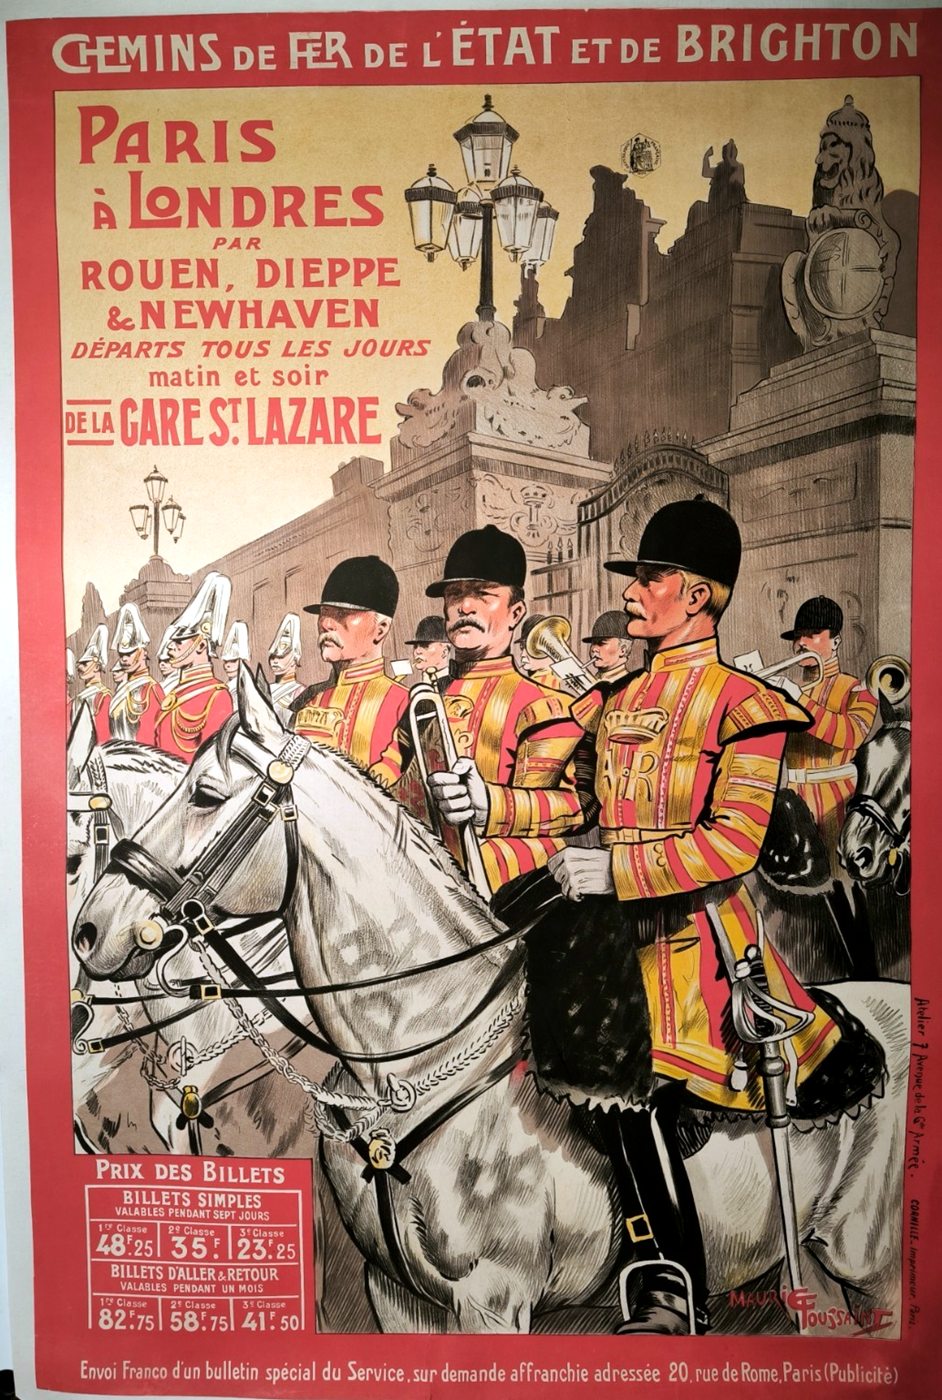 CHEMINS DE FER DE L'ÉTAT ET DE BRIGHTON
PARIS
À LONDRES
PAR
ROUEN, DIEPPE
& NEWHAVEN
DÉPARTS TOUS LES JOURS
matin et soir
DE LA GARE ST. LAZARE
A R
PRIX DES BILLETS
BILLETS SIMPLES
VALABLES PENDANT SEPT JOURS
1re Classe 2e Classe 3e Classe
48F.25 35F 23F.25
BILLETS D'ALLER & RETOUR
VALABLES PENDANT UN MOIS
1re Classe 2e Classe 3e Classe
82F.75 58F.75 41F.50
MAURICE
TOUSSAINT
Atelier 7 Avenue de la Gde Armée. CORNILLE. Imprimeur Paris.
Envoi Franco d'un bulletin spécial du Service, sur demande affranchie adressée 20, rue de Rome, Paris (Publicité)